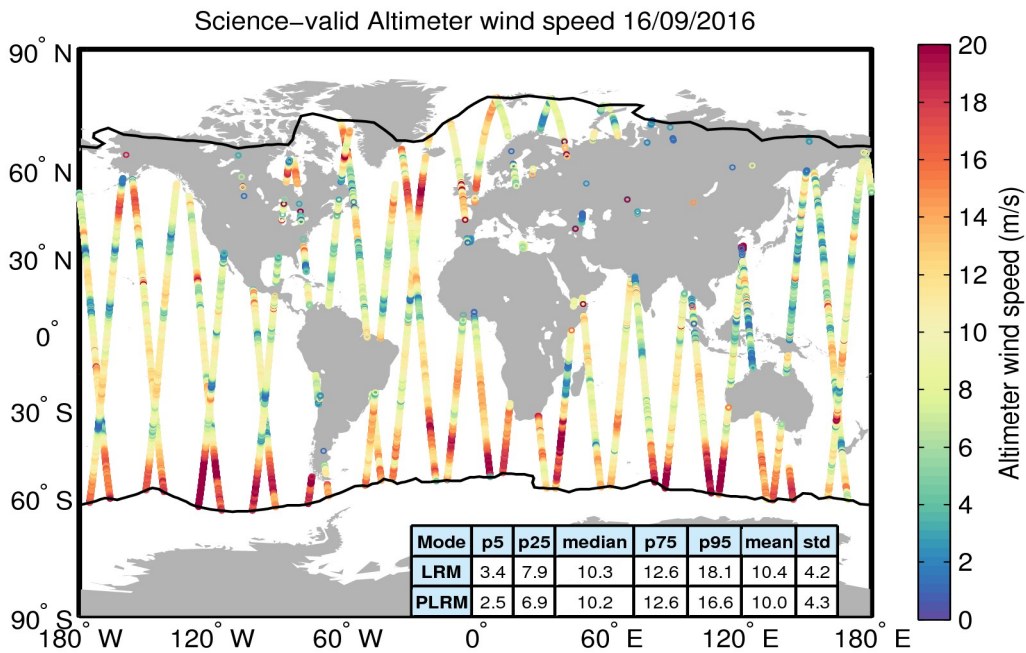 Science−valid Altimeter wind speed 16/09/2016
90° N
60° N
30° N
0°
30° S
60° S
90° S
180° W
120° W
60° W
0°
60° E
120° E
180° E
Mode p5 p25 median p75 p95 mean std
LRM 3.4 7.9 10.3 12.6 18.1 10.4 4.2
PLRM 2.5 6.9 10.2 12.6 16.6 10.0 4.3
20
18
16
14
12
10
8
6
4
2
0
Altimeter wind speed (m/s)